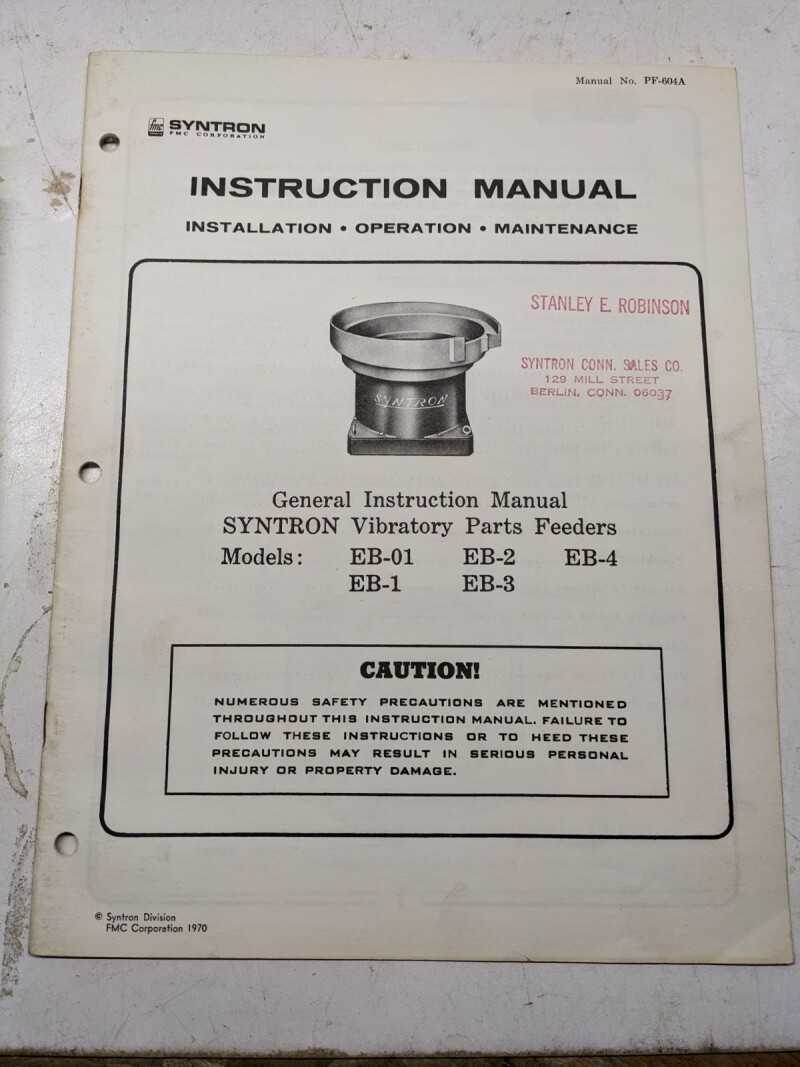 Manual No. PF-604A
fmc SYNTRON
FMC CORPORATION
INSTRUCTION MANUAL
INSTALLATION • OPERATION • MAINTENANCE
STANLEY E. ROBINSON
SYNTRON CONN. SALES CO.
129 MILL STREET
BERLIN, CONN. 06037
SYNTRON
General Instruction Manual
SYNTRON Vibratory Parts Feeders
Models: EB-01 EB-2 EB-4
EB-1 EB-3
CAUTION!
NUMEROUS SAFETY PRECAUTIONS ARE MENTIONED
THROUGHOUT THIS INSTRUCTION MANUAL. FAILURE TO
FOLLOW THESE INSTRUCTIONS OR TO HEED THESE
PRECAUTIONS MAY RESULT IN SERIOUS PERSONAL
INJURY OR PROPERTY DAMAGE.
© Syntron Division
FMC Corporation 1970